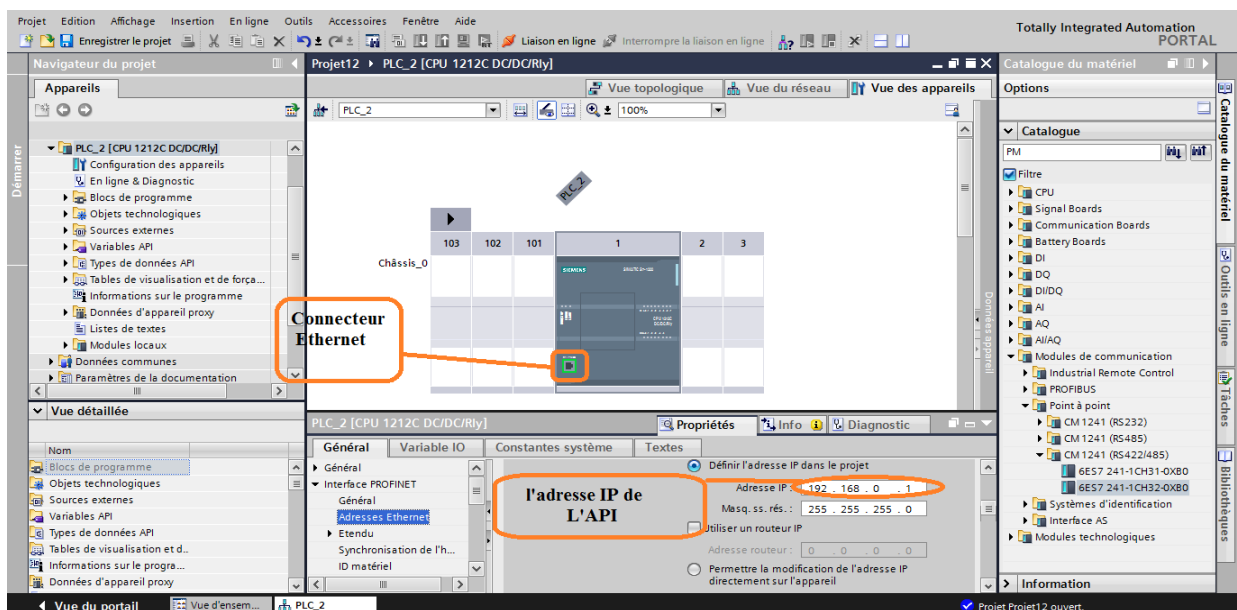 Projet Edition Affichage Insertion En ligne Outils Accessoires Fenêtre Aide
Totally Integrated Automation
PORTAL
Enregistrer le projet
Liaison en ligne
Interrompre la liaison en ligne
Navigateur du projet
Projet12 PLC_2 [CPU 1212C DC/DC/Rly]
Catalogue du matériel
Appareils
Vue topologique
Vue du réseau
Vue des appareils
Options
PLC_2
100%
Catalogue
PM
Filtre
Démarrer
PLC_2 [CPU 1212C DC/DC/Rly]
Configuration des appareils
En ligne & Diagnostic
Blocs de programme
Objets technologiques
Sources externes
Variables API
Types de données API
Tables de visualisation et de força...
Informations sur le programme
Données d'appareil proxy
Listes de textes
Modules locaux
Données communes
Paramètres de la documentation
PLC_2
103 102 101 1 2 3
Châssis_0
SIEMENS
Connecteur
Ethernet
Données appareil
CPU
Signal Boards
Communication Boards
Battery Boards
DI
DQ
DI/DQ
AI
AQ
AI/AQ
Modules de communication
Industrial Remote Control
PROFIBUS
Point à point
CM 1241 (RS232)
CM 1241 (RS485)
CM 1241 (RS422/485)
6ES7 241-1CH31-0XB0
6ES7 241-1CH32-0XB0
Systèmes d'identification
Interface AS
Modules technologiques
Information
Catalogue du matériel
Outils en ligne
Tâches
Bibliothèques
Vue détaillée
Nom
Blocs de programme
Objets technologiques
Sources externes
Variables API
Types de données API
Tables de visualisation et d..
Informations sur le progra...
Données d'appareil proxy
PLC_2 [CPU 1212C DC/DC/Rly]
Propriétés
Info
Diagnostic
Général
Variable IO
Constantes système
Textes
Général
Interface PROFINET
Général
Adresses Ethernet
Etendu
Synchronisation de l'h...
ID matériel
l'adresse IP de
L'API
Définir l'adresse IP dans le projet
Adresse IP : 192 . 168 . 0 . 1
Masq. ss. rés. : 255 . 255 . 255 . 0
Utiliser un routeur IP
Adresse routeur : 0 . 0 . 0 . 0
Permettre la modification de l'adresse IP
directement sur l'appareil
Vue du portail
Vue d'ensem...
PLC_2
Projet Projet12 ouvert.